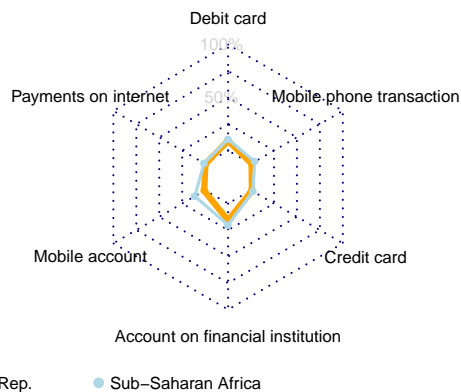 Debit card
100%
Payments on internet
50%
Mobile phone transaction
Mobile account
Credit card
Account on financial institution
Rep.
Sub−Saharan Africa